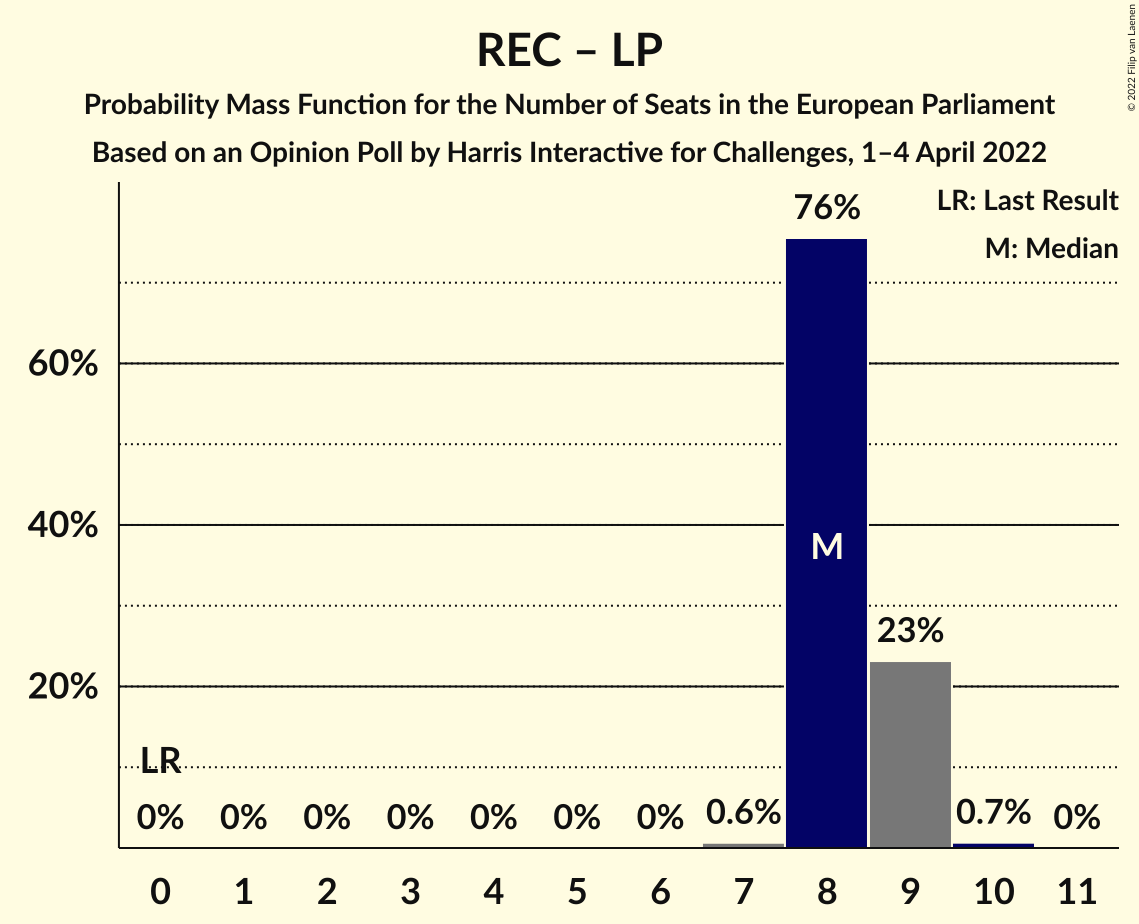 REC – LP
Probability Mass Function for the Number of Seats in the European Parliament
Based on an Opinion Poll by Harris Interactive for Challenges, 1–4 April 2022
© 2022 Filip van Laenen
LR: Last Result
M: Median
76%
60%
40%
M
23%
20%
LR
0% 0% 0% 0% 0% 0% 0% 0.6% 0.7% 0%
0 1 2 3 4 5 6 7 8 9 10 11